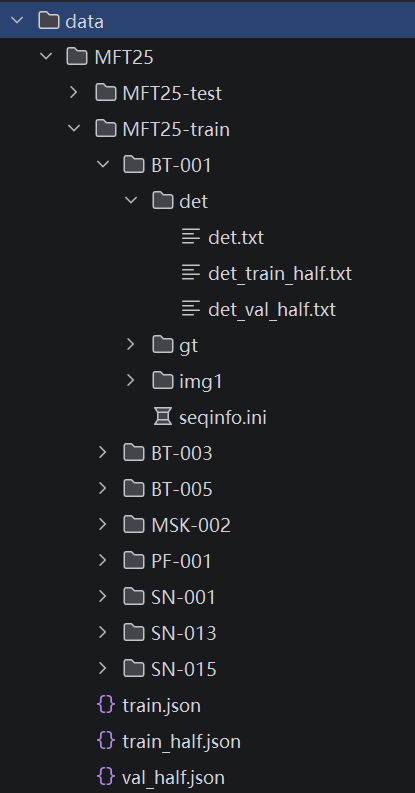 data
MFT25
MFT25-test
MFT25-train
BT-001
det
det.txt
det_train_half.txt
det_val_half.txt
gt
img1
seqinfo.ini
BT-003
BT-005
MSK-002
PF-001
SN-001
SN-013
SN-015
train.json
train_half.json
val_half.json